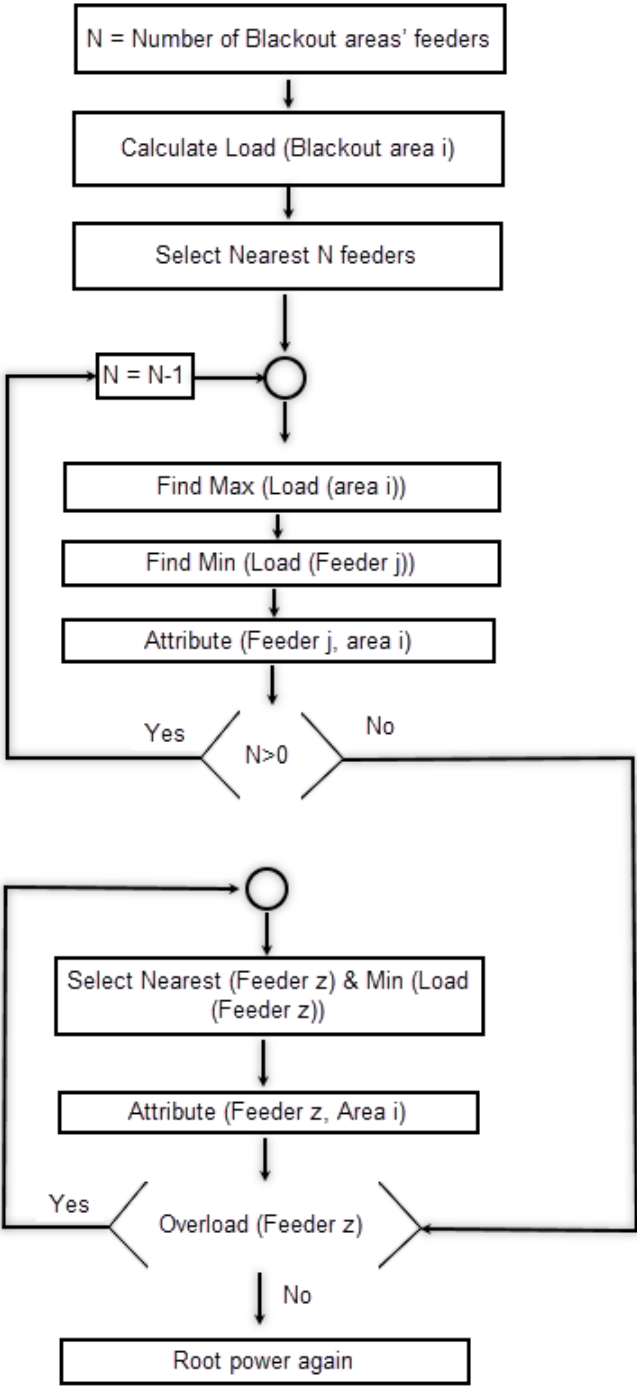 N = Number of Blackout areas' feeders
Calculate Load (Blackout area i)
Select Nearest N feeders
N = N-1
Find Max (Load (area i))
Find Min (Load (Feeder j))
Attribute (Feeder j, area i)
Yes
N>0
No
Select Nearest (Feeder z) & Min (Load
(Feeder z))
Attribute (Feeder z, Area i)
Yes
Overload (Feeder z)
No
Root power again